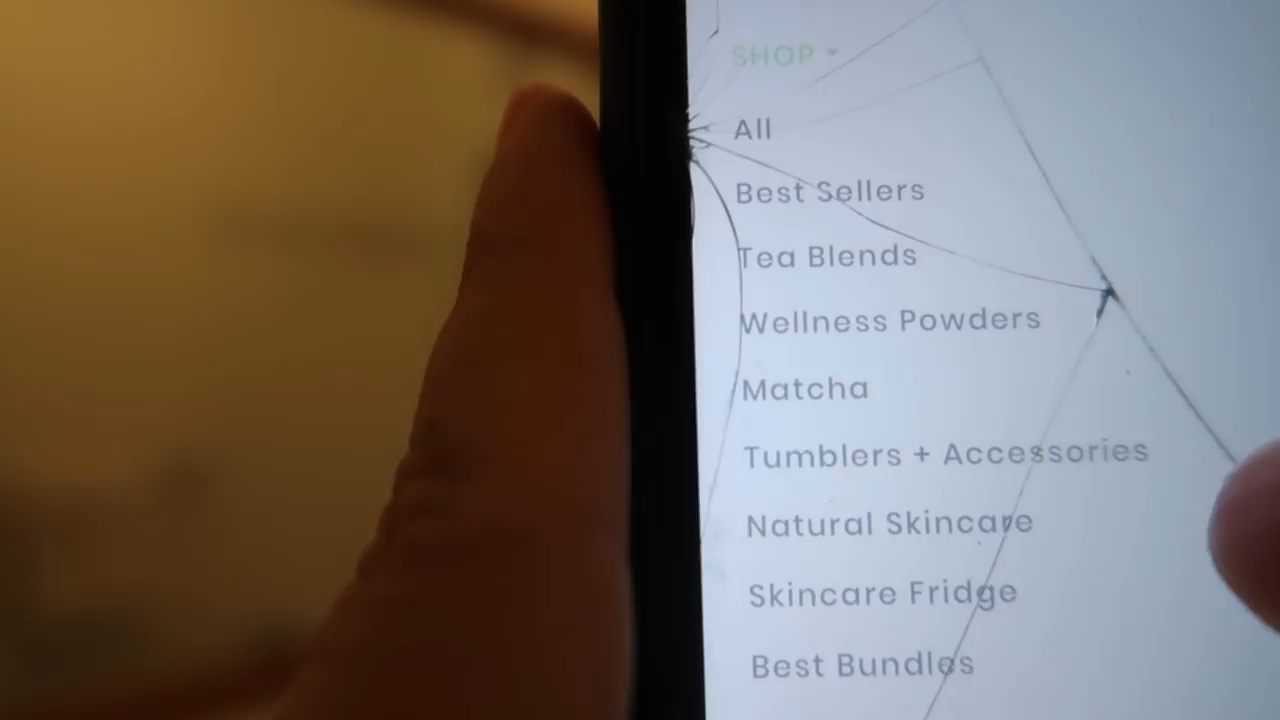 SHOP
All
Best Sellers
Tea Blends
Wellness Powders
Matcha
Tumblers + Accessories
Natural Skincare
Skincare Fridge
Best Bundles